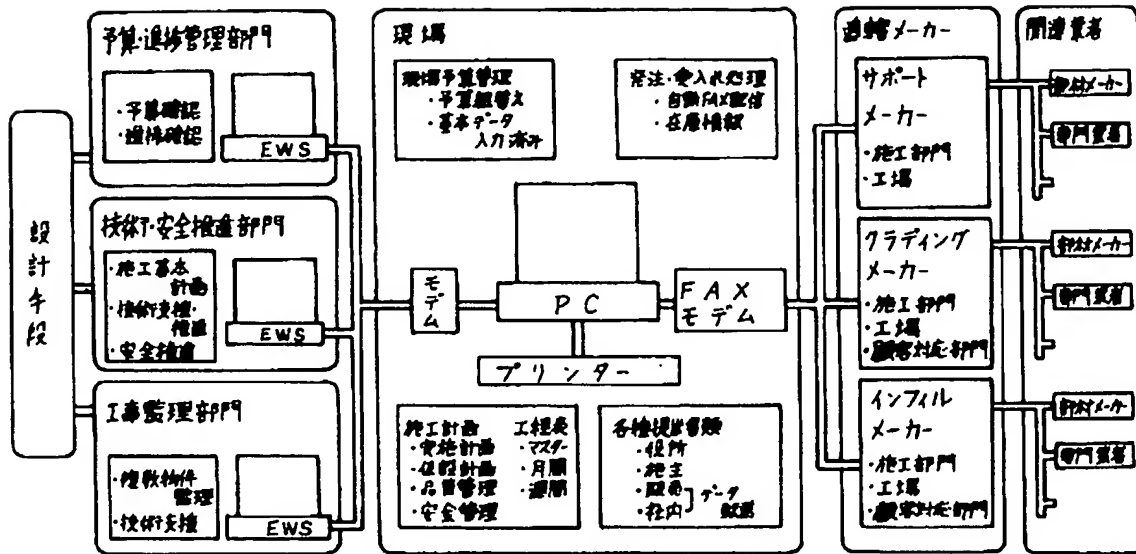 設計手段
予算・進捗管理部門
・予算確認
・進捗確認
EWS
技術・安全検査部門
・施工基本
計画
・技術支援・
検査
・安全検査
EWS
工事監理部門
・複数物件
監理
・技術支援
EWS
現場
現場予算管理
・予算組替え
・基本データ
入力済み
発注・受入れ処理
・自動FAX配信
・在庫情報
モデム
PC
FAX
モデム
プリンター
施工計画
・実施計画
・仮設計画
・品質管理
・安全管理
工程表
・マスター
・月間
・週間
各種提出書類
・役所
・施主
・販売
・社内
データ
メーカー
サポート
メーカー
・施工部門
・工場
クラディング
メーカー
・施工部門
・工場
・顧客対応部門
インフィル
メーカー
・施工部門
・工場
・顧客対応部門
関連業者
部材メーカー
専門業者
部材メーカー
専門業者
部材メーカー
専門業者